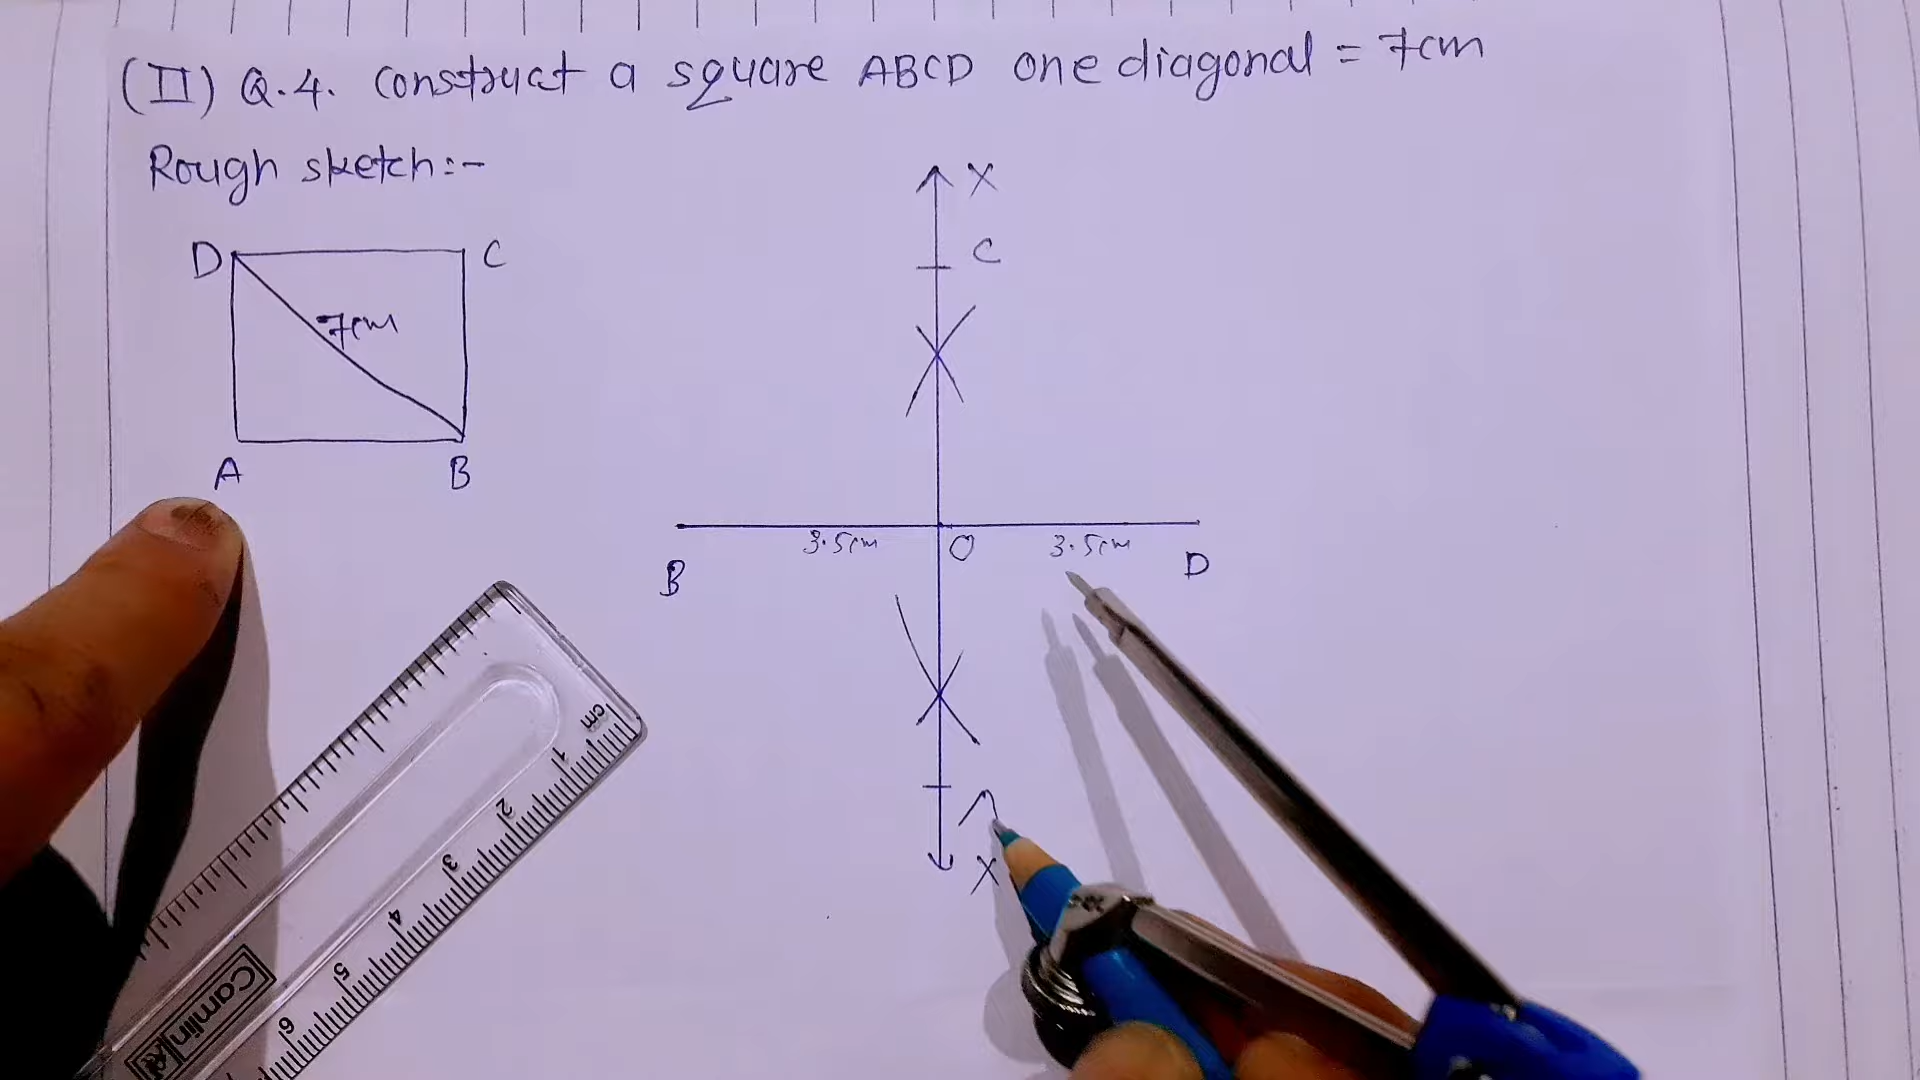 (II) Q.4. Construct a square ABCD one diagonal = 7cm
Rough sketch:-
X
C
D C
7cm
A B
3.5cm O 3.5cm
B D
X
cm
1
2
3
4
5
6
Camlin